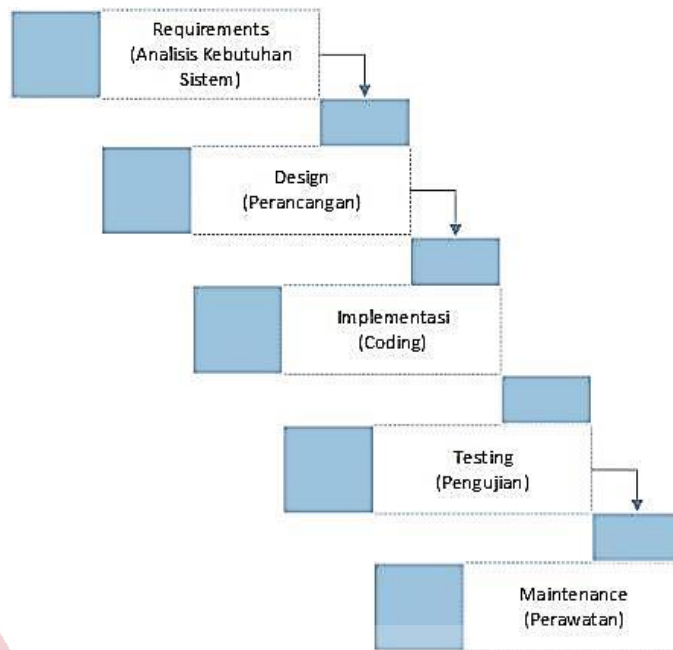 Requirements
(Analisis Kebutuhan
Sistem)
Design
(Perancangan)
Implementasi
(Coding)
Testing
(Pengujian)
Maintenance
(Perawatan)